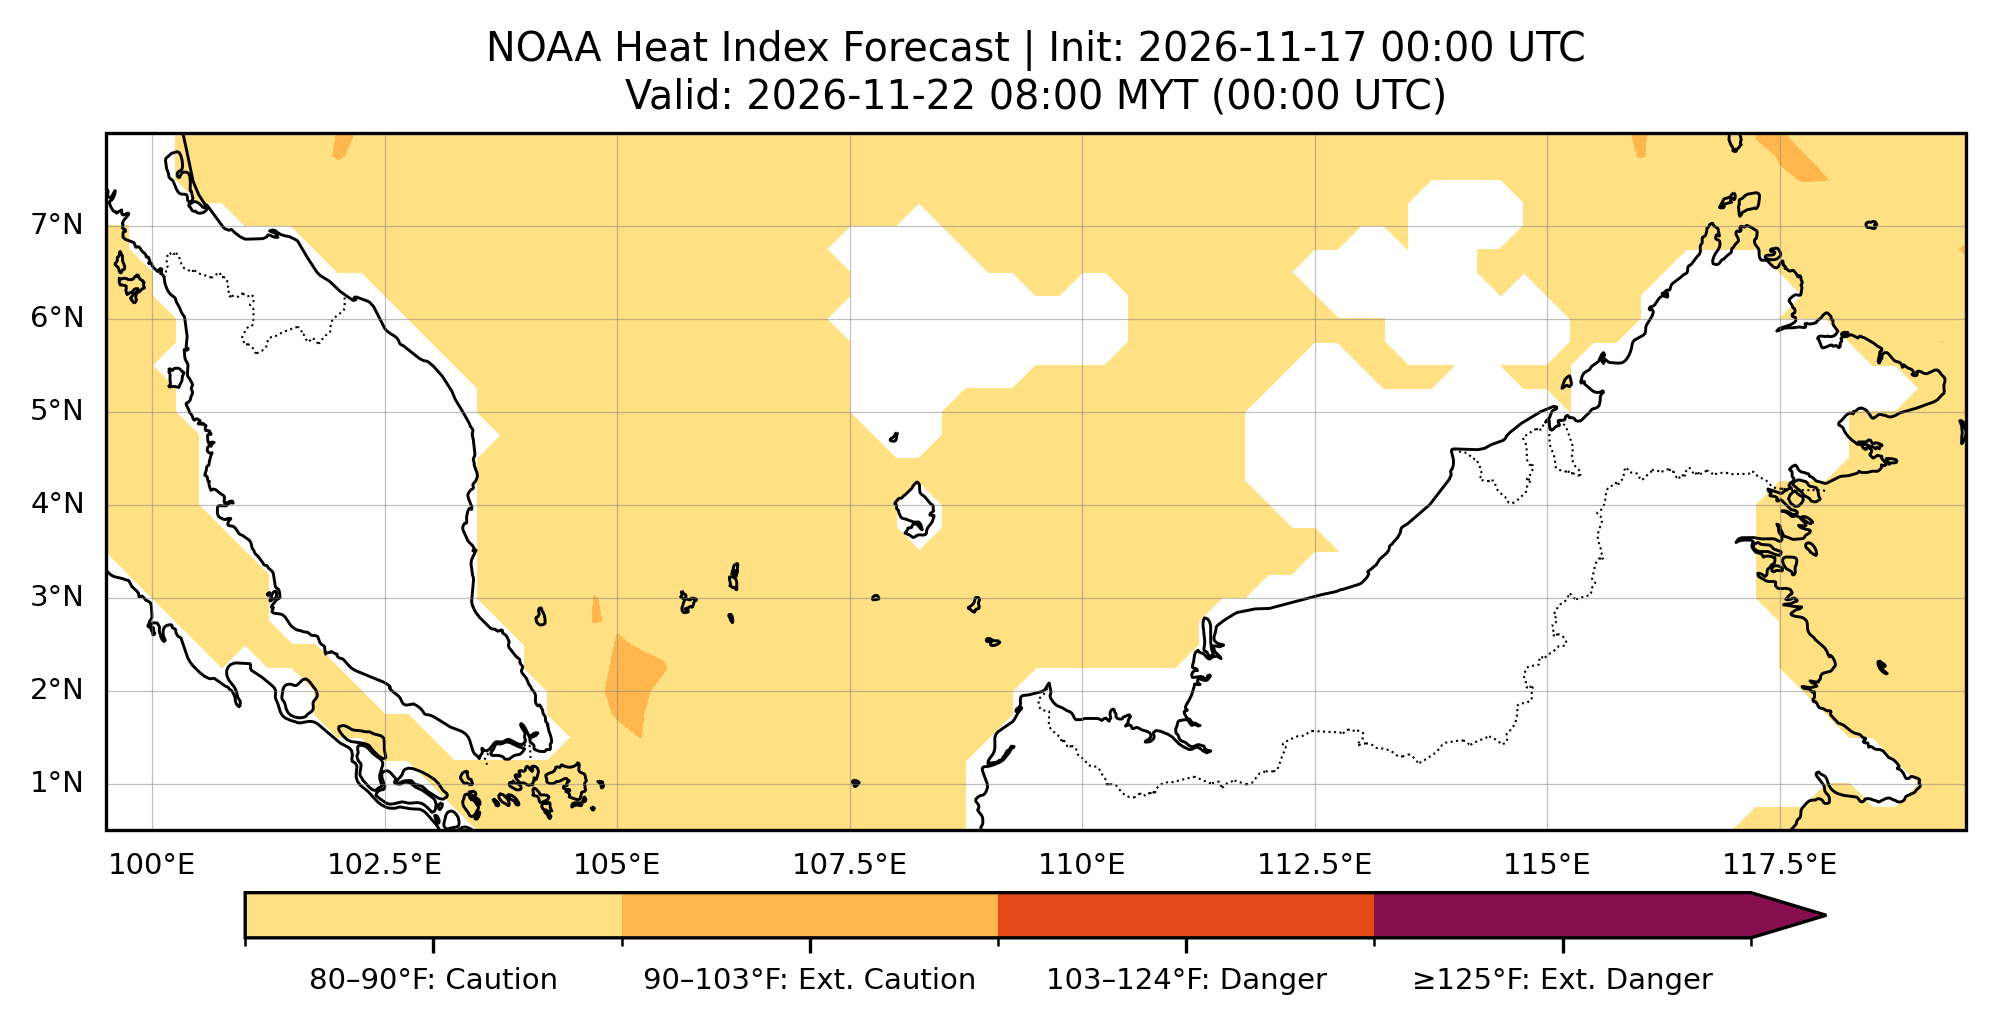 NOAA Heat Index Forecast | Init: 2026-11-17 00:00 UTC
Valid: 2026-11-22 08:00 MYT (00:00 UTC)
7°N
6°N
5°N
4°N
3°N
2°N
1°N
100°E 102.5°E 105°E 107.5°E 110°E 112.5°E 115°E 117.5°E
80–90°F: Caution 90–103°F: Ext. Caution 103–124°F: Danger ≥125°F: Ext. Danger